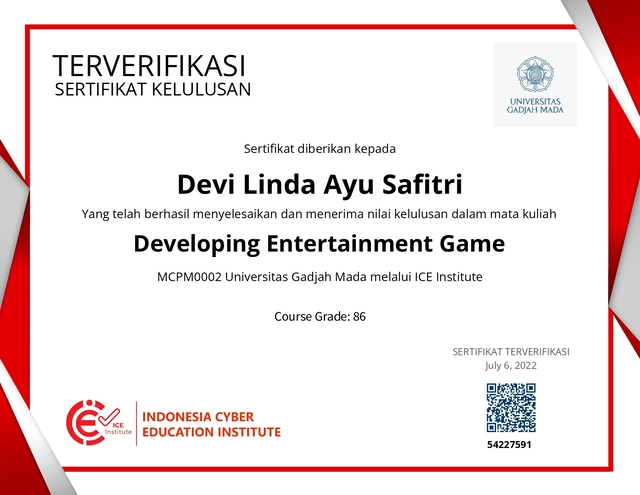 TERVERIFIKASI
SERTIFIKAT KELULUSAN
UNIVERSITAS
GADJAH MADA
Sertifikat diberikan kepada
Devi Linda Ayu Safitri
Yang telah berhasil menyelesaikan dan menerima nilai kelulusan dalam mata kuliah
Developing Entertainment Game
MCPM0002 Universitas Gadjah Mada melalui ICE Institute
Course Grade: 86
SERTIFIKAT TERVERIFIKASI
July 6, 2022
54227591
ICE
Institute
INDONESIA CYBER
EDUCATION INSTITUTE